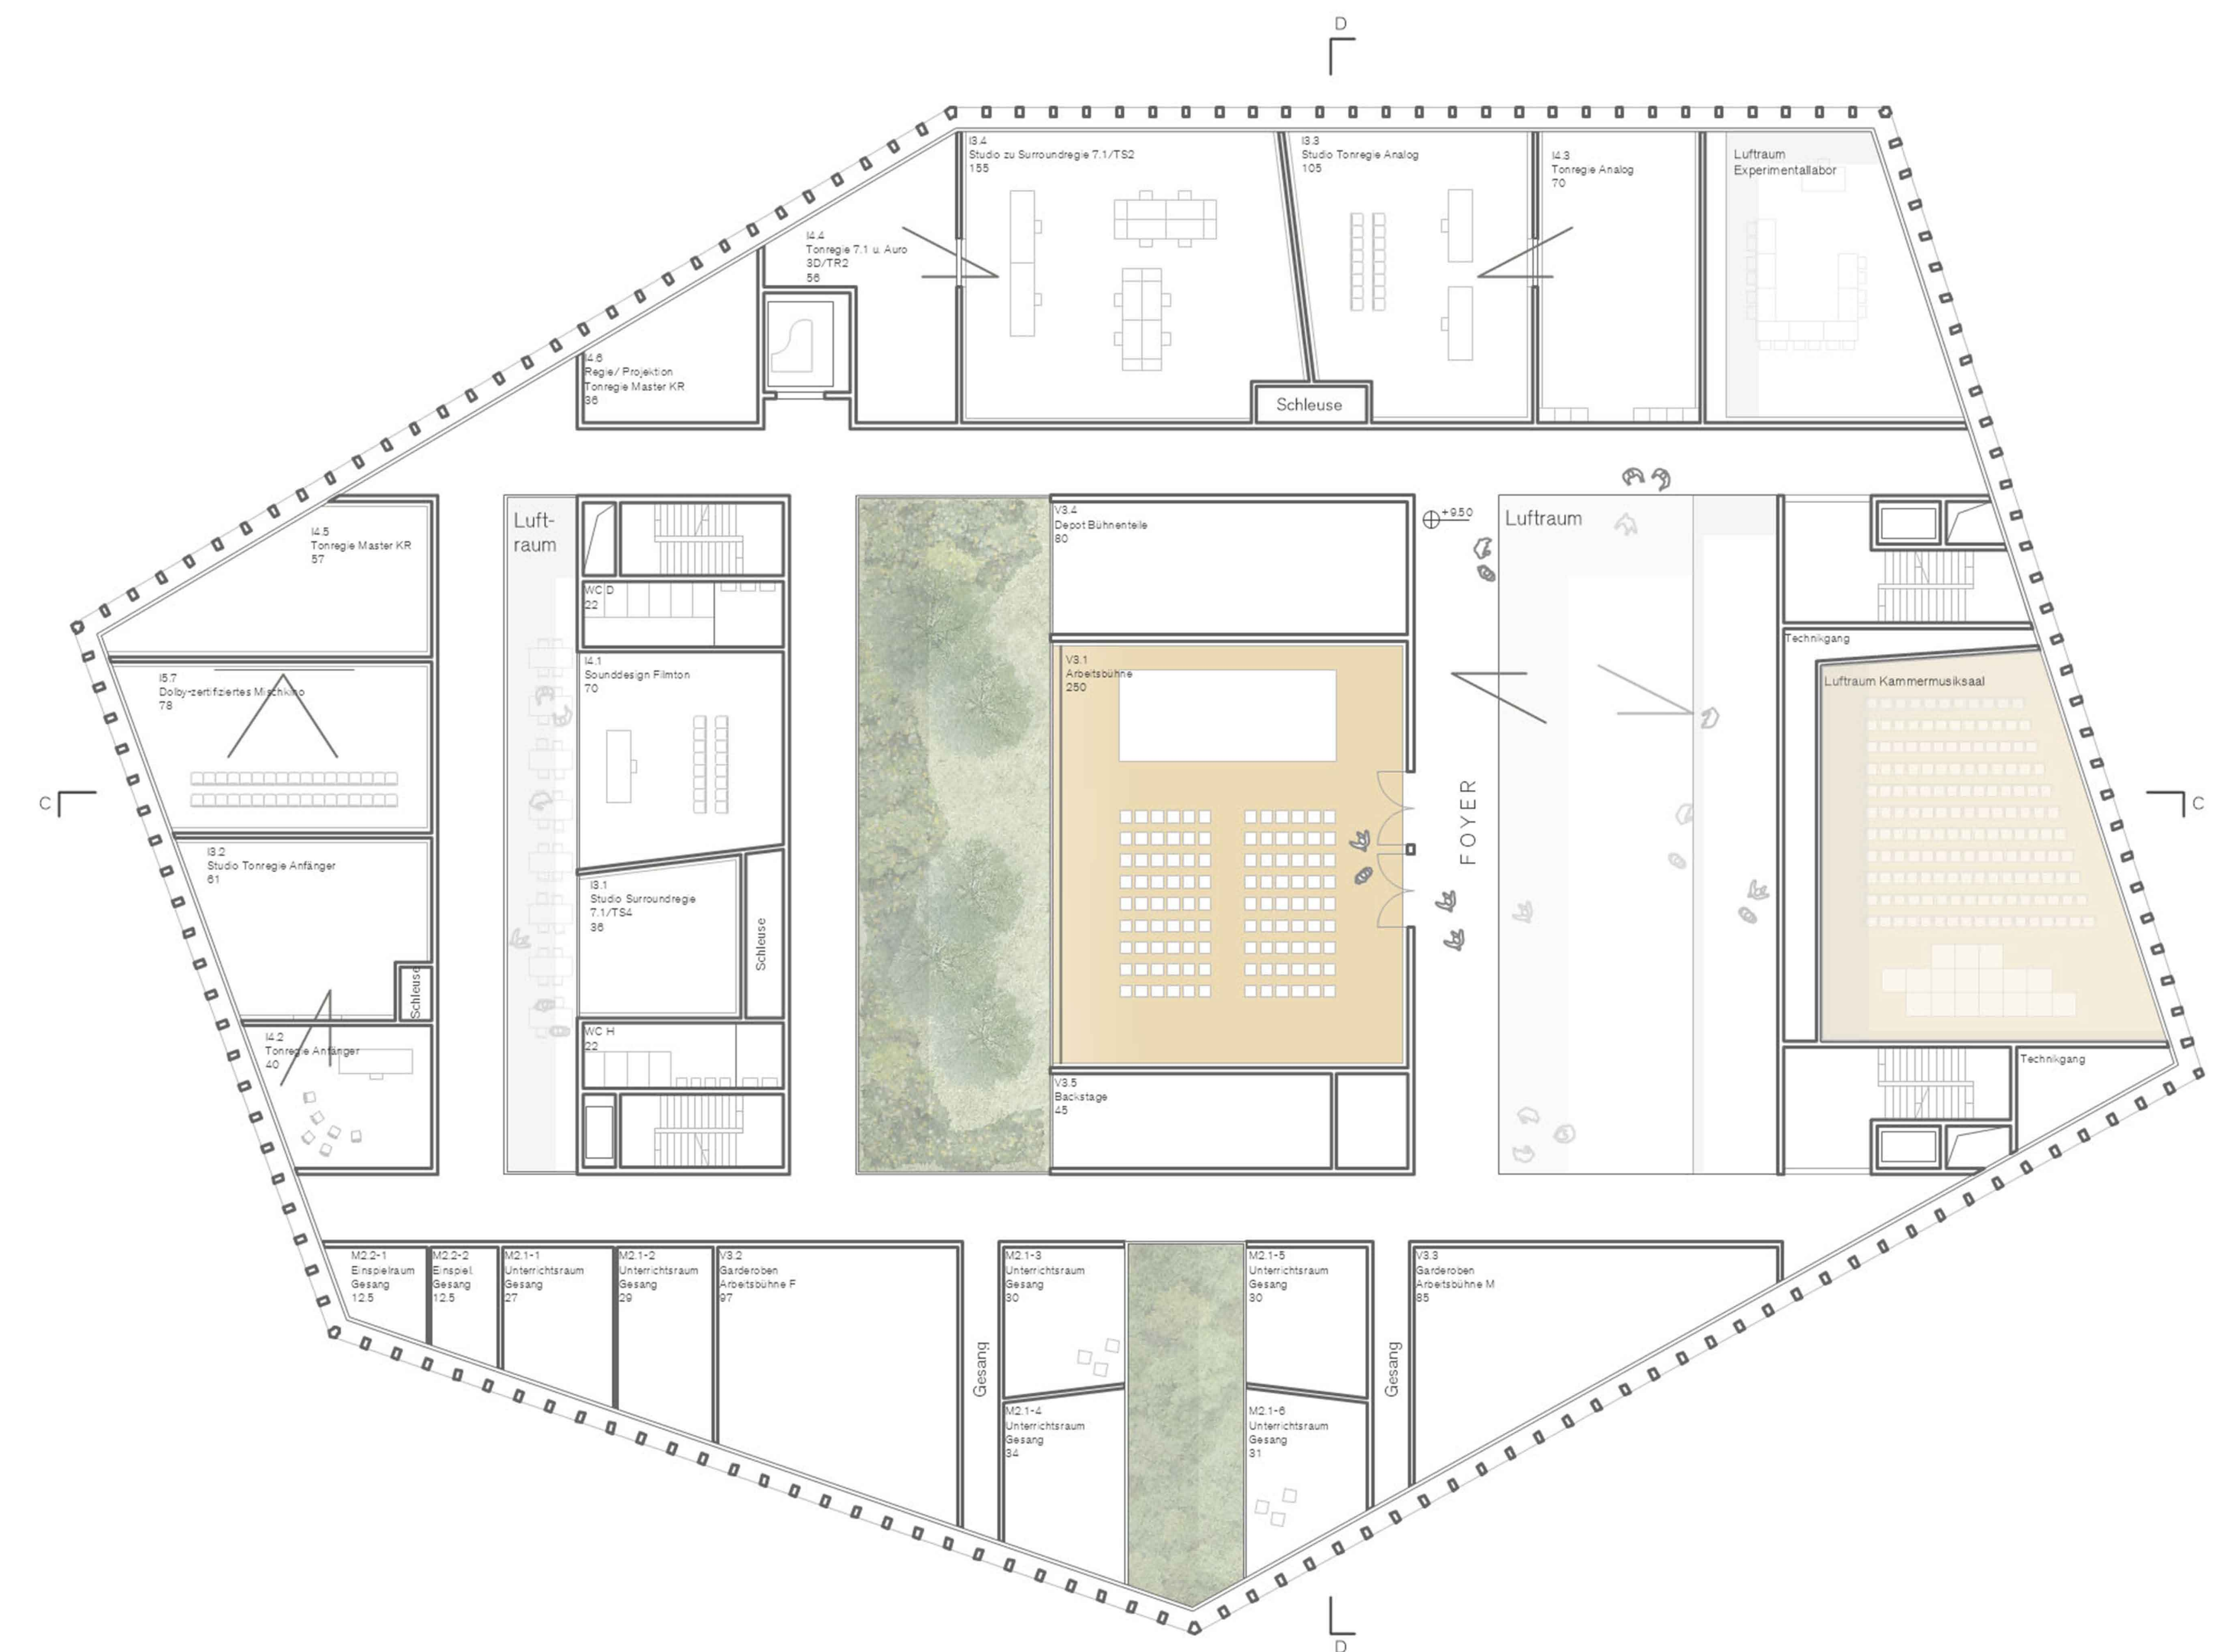 D
I3.4
Studio zu Surroundregie 7.1/TS2
155
I3.3
Studio Tonregie Analog
105
I4.3
Tonregie Analog
70
Luftraum
Experimentallabor
I4.4
Tonregie 7.1 u. Auro
3D/TR2
56
I4.6
Regie/ Projektion
Tonregie Master KR
36
Schleuse
I4.5
Tonregie Master KR
57
Luft-
raum
WC D
22
V3.4
Depot Bühnenteile
80
+9.50
Luftraum
Technikgang
I5.7
Dolby-zertifiziertes Mischkino
78
I4.1
Sounddesign Filmton
70
V3.1
Arbeitsbühne
250
Luftraum Kammermusiksaal
C
C
FOYER
I3.2
Studio Tonregie Anfänger
61
I3.1
Studio Surroundregie
7.1/TS4
36
Schleuse
Schleuse
I4.2
Tonregie Anfänger
40
WC H
22
V3.5
Backstage
45
Technikgang
M2.2-1
Einspielraum
Gesang
12.5
M2.2-2
Einspiel.
Gesang
12.5
M2.1-1
Unterrichtsraum
Gesang
27
M2.1-2
Unterrichtsraum
Gesang
29
V3.2
Garderoben
Arbeitsbühne F
97
M2.1-3
Unterrichtsraum
Gesang
30
M2.1-5
Unterrichtsraum
Gesang
30
V3.3
Garderoben
Arbeitsbühne M
85
Gesang
Gesang
M2.1-4
Unterrichtsraum
Gesang
34
M2.1-6
Unterrichtsraum
Gesang
31
D